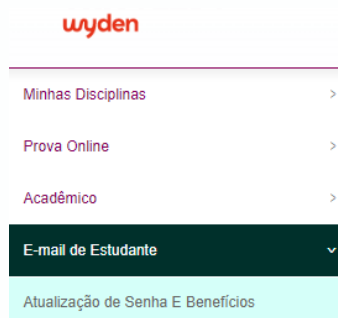 wyden
Minhas Disciplinas
Prova Online
Acadêmico
E-mail de Estudante
Atualização de Senha E Benefícios